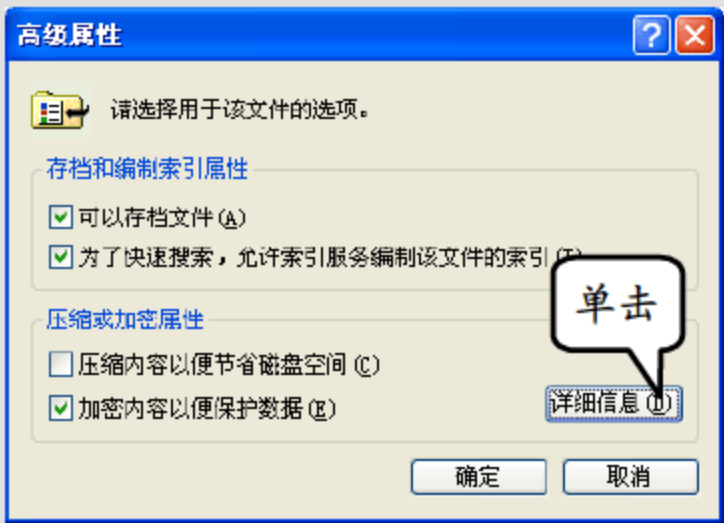 高级属性
请选择用于该文件的选项。
存档和编制索引属性
可以存档文件(A)
为了快速搜索，允许索引服务编制该文件的索引(I)
单击
压缩或加密属性
压缩内容以便节省磁盘空间(C)
加密内容以便保护数据(E)
详细信息(D)
确定
取消